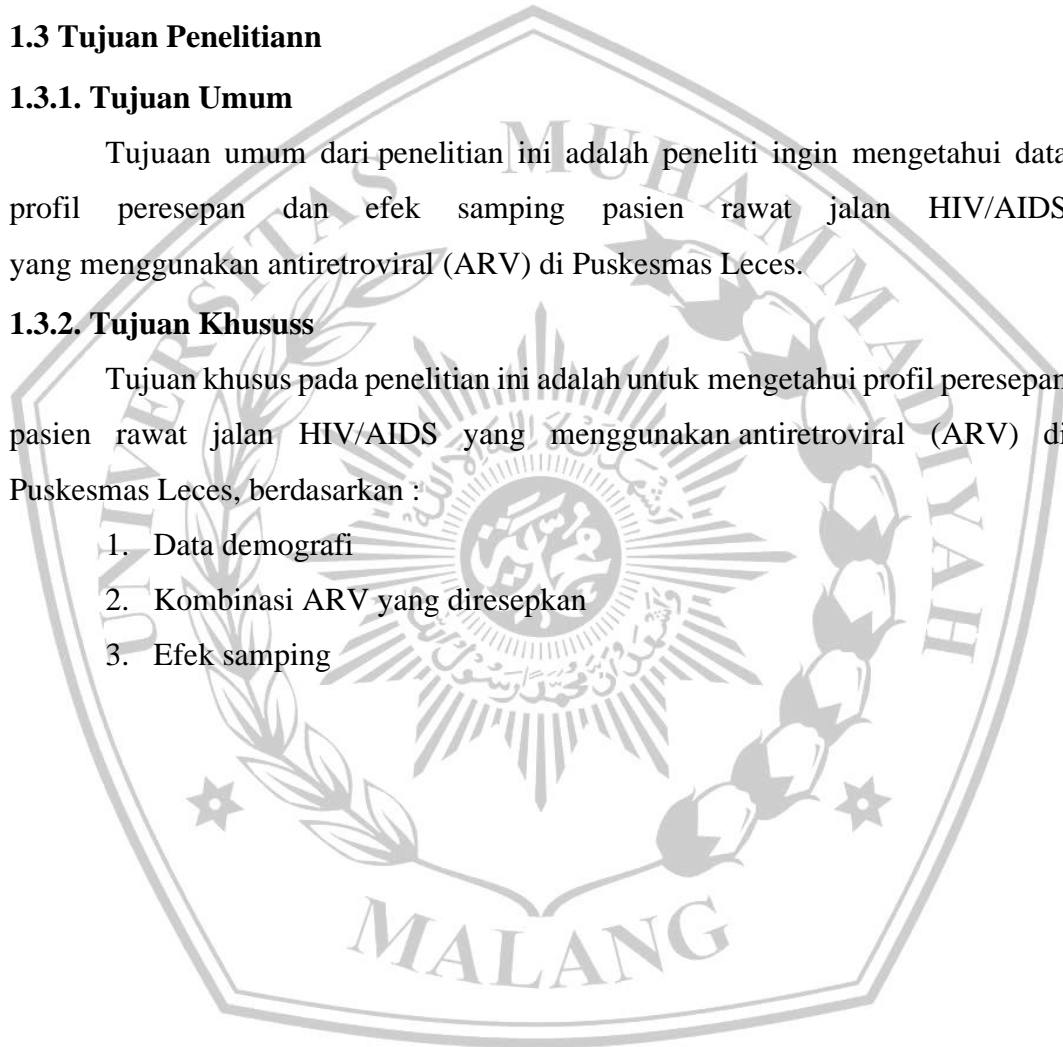 1.3 Tujuan Penelitiann
1.3.1. Tujuan Umum
Tujuaan umum dari penelitian ini adalah peneliti ingin mengetahui data
profil peresepan dan efek samping pasien rawat jalan HIV/AIDS
yang menggunakan antiretroviral (ARV) di Puskesmas Leces.
1.3.2. Tujuan Khususs
Tujuan khusus pada penelitian ini adalah untuk mengetahui profil peresepan
pasien rawat jalan HIV/AIDS yang menggunakan antiretroviral (ARV) di
Puskesmas Leces, berdasarkan :
1. Data demografi
2. Kombinasi ARV yang diresepkan
3. Efek samping
UNIVERSITAS MUHAMMADIYAH
MALANG